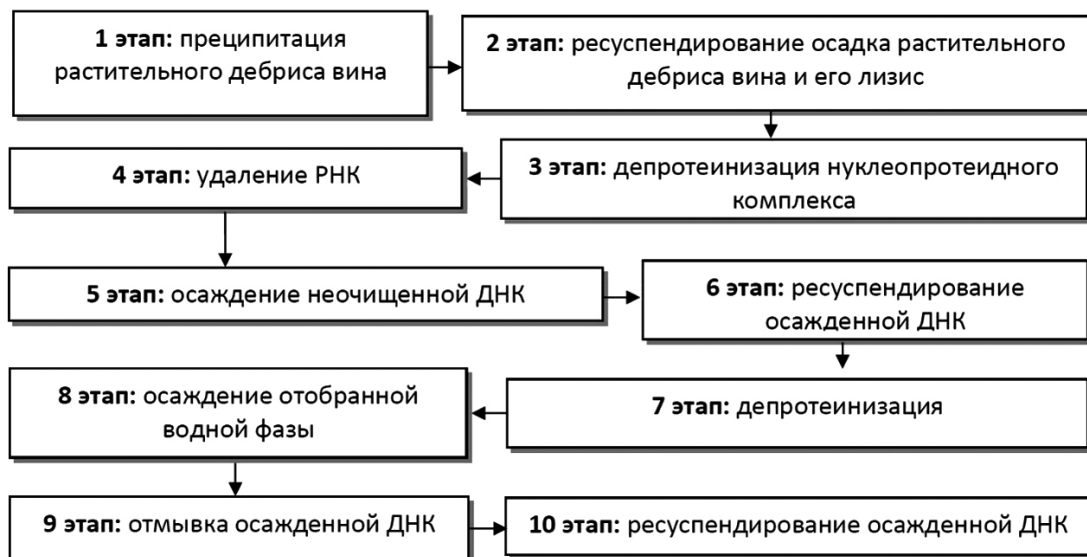 1 этап: преципитация
растительного дебриса вина
2 этап: ресуспендирование осадка растительного
дебриса вина и его лизис
3 этап: депротеинизация нуклеопротеидного
комплекса
4 этап: удаление РНК
5 этап: осаждение неочищенной ДНК
6 этап: ресуспендирование
осажденной ДНК
7 этап: депротеинизация
8 этап: осаждение отобранной
водной фазы
9 этап: отмывка осажденной ДНК
10 этап: ресуспендирование осажденной ДНК